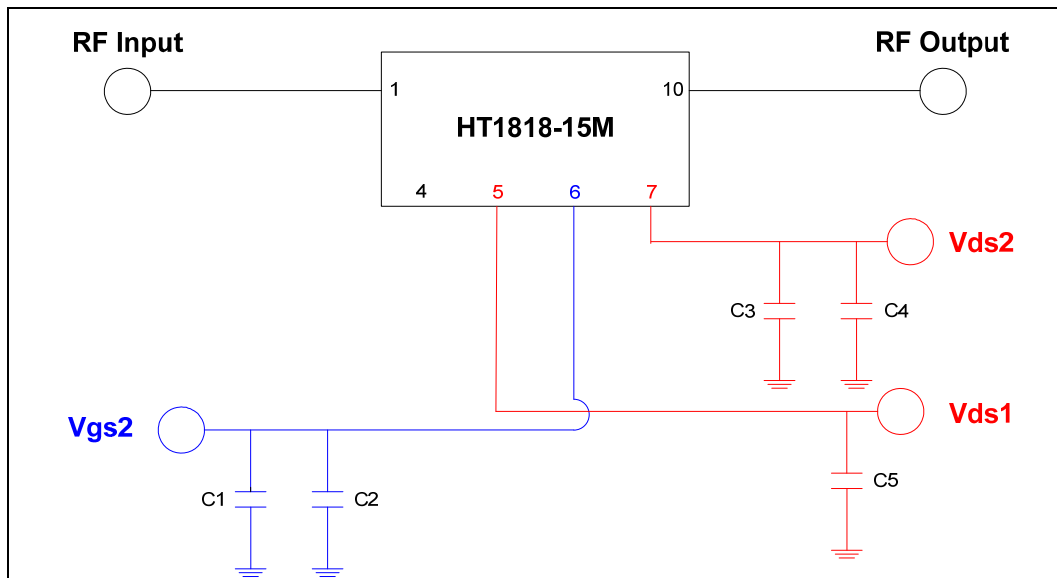 RF Input
RF Output
1
10
HT1818-15M
4
5
6
7
Vds2
C3
C4
Vgs2
Vds1
C1
C2
C5